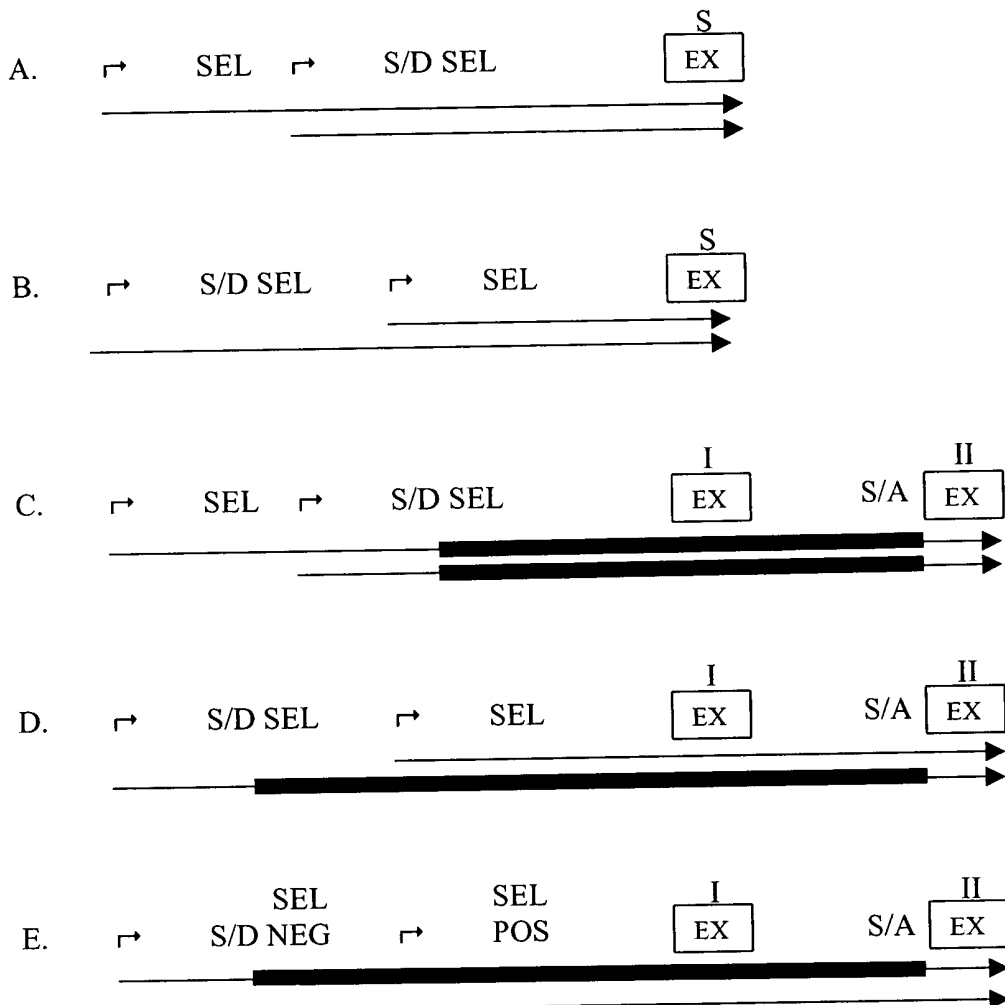 S
A. SEL S/D SEL EX
S
B. S/D SEL SEL EX
I II
C. SEL S/D SEL EX S/A EX
I II
D. S/D SEL SEL EX S/A EX
SEL SEL I II
E. S/D NEG POS EX S/A EX